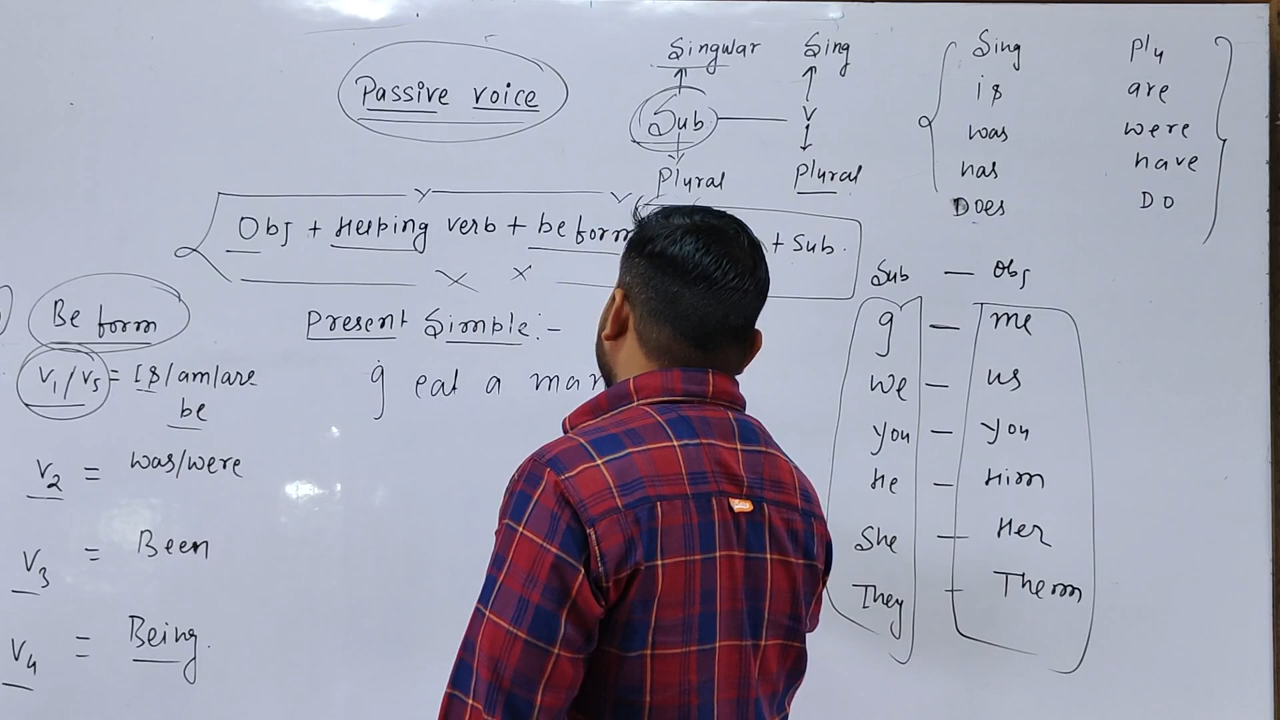 Passive voice
Singular Sing
Sub — V
Plural Plural
Sing Ply
is are
was were
has have
Does Do
Obj + Helping verb + be form + Sub.
Sub — Obj
I — me
we — us
you — you
He — Him
She — Her
They — Them
Be form
V1/V5 = Is/am/are
be
V2 = was/were
V3 = Been
V4 = Being
Present Simple:-
I eat a